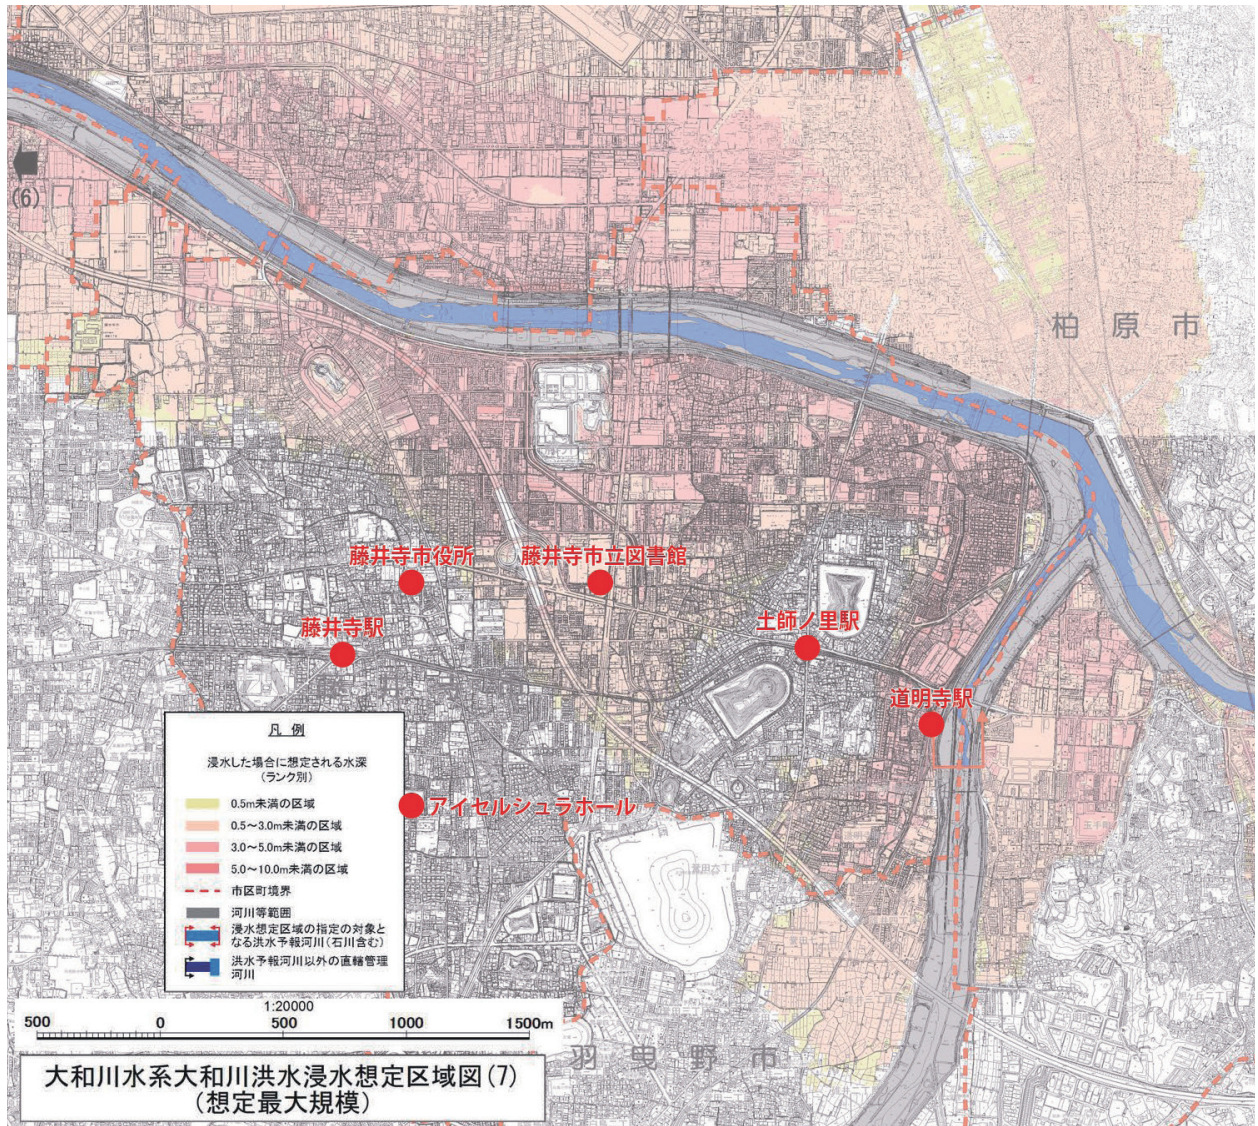 (6)
柏原市
藤井寺市役所
藤井寺市立図書館
藤井寺駅
土師ノ里駅
道明寺駅
アイセルシュラホール
凡例
浸水した場合に想定される水深
(ランク別)
0.5m未満の区域
0.5～3.0m未満の区域
3.0～5.0m未満の区域
5.0～10.0m未満の区域
市区町境界
河川等範囲
浸水想定区域の指定の対象と
なる洪水予報河川(石川含む)
洪水予報河川以外の直轄管理
河川
1:20000
500 0 500 1000 1500m
羽曳野市
大和川水系大和川洪水浸水想定区域図(7)
(想定最大規模)